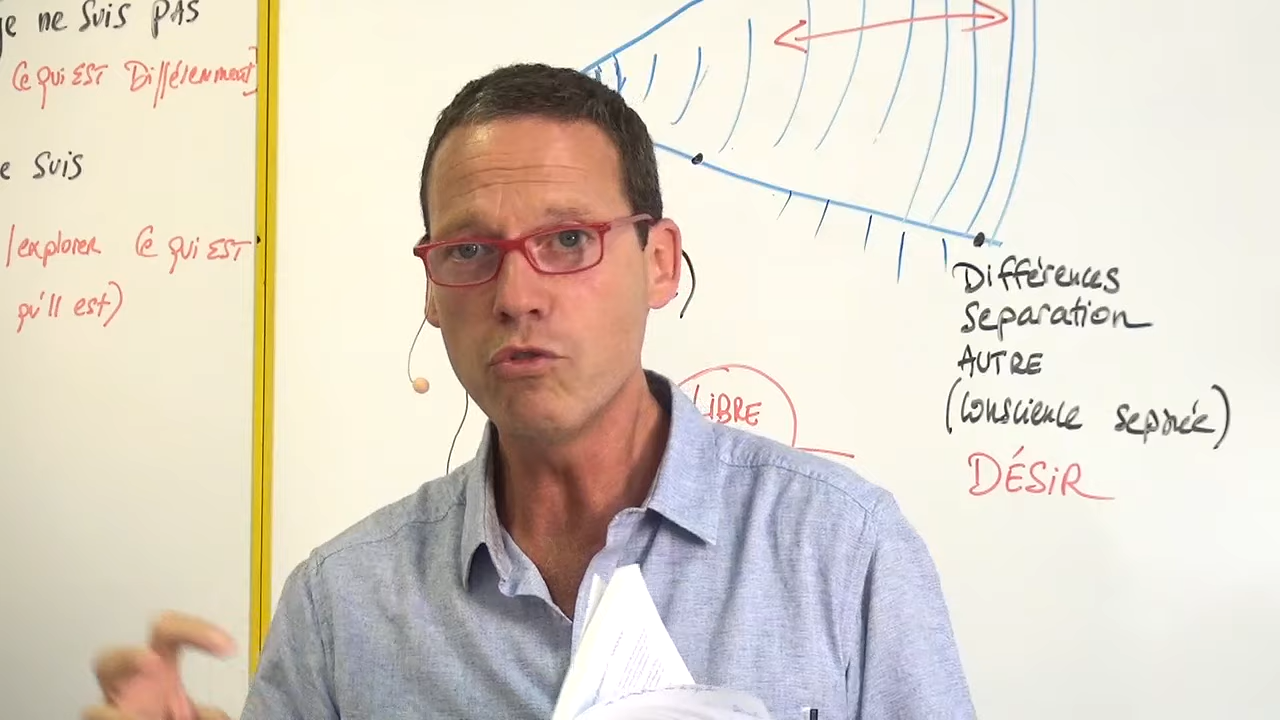 je ne suis PAS
Ce qui EST Différemment]
e suis
/explorer Ce qui EST
qu'il est)
LIBRE
Différences
Separation
AUTRE
(Conscience separée)
DÉSIR